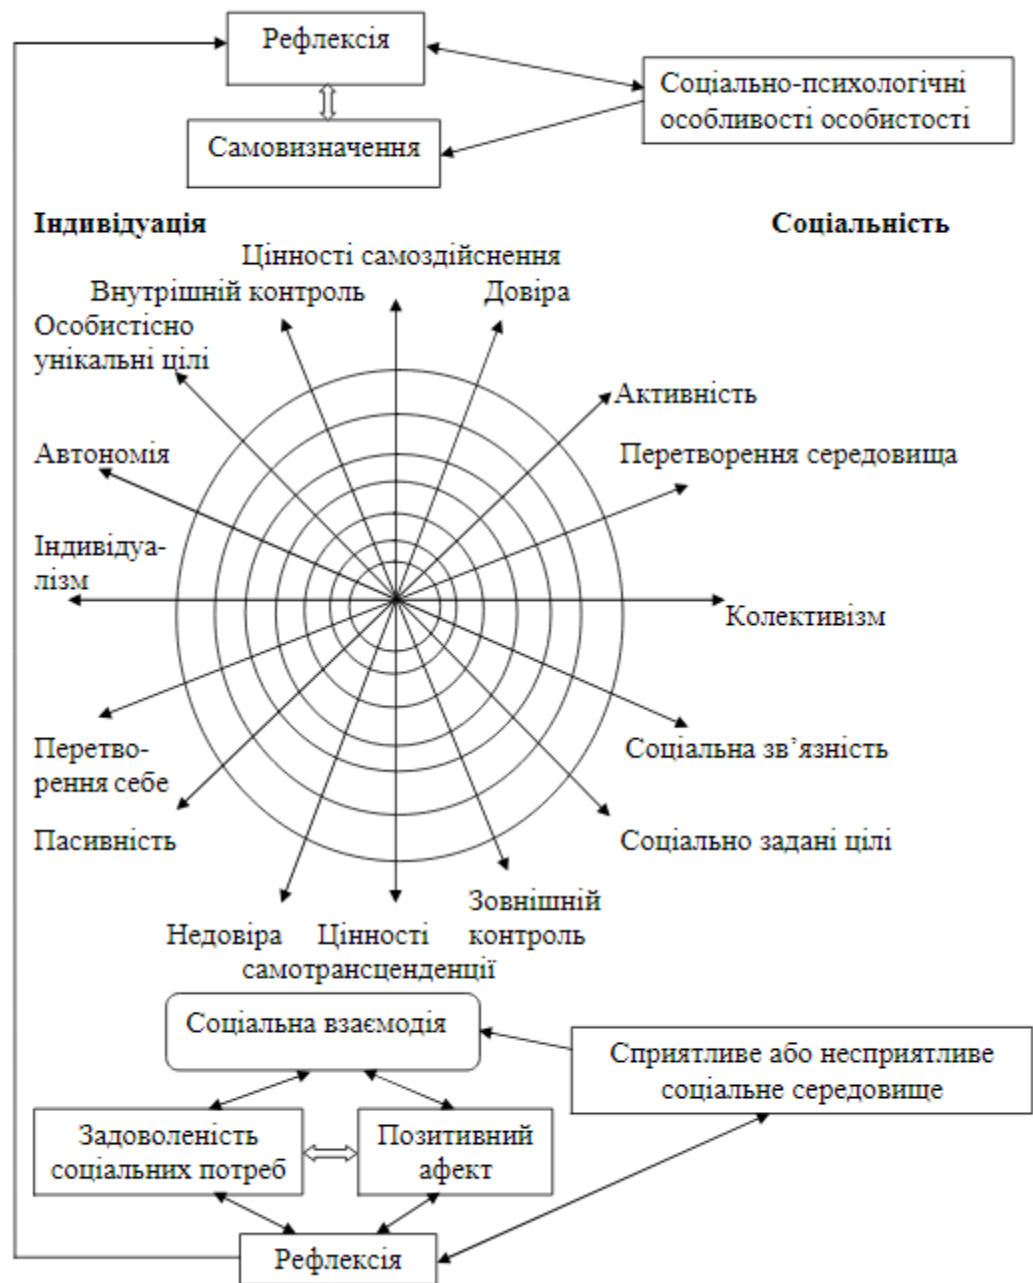 Рефлексія
Соціально-психологічні
особливості особистості
Самовизначення
Індивідуація
Соціальність
Цінності самоздійснення
Внутрішній контроль
Довіра
Особистісно
унікальні цілі
Активність
Автономія
Перетворення середовища
Індивідуа-
лізм
Колективізм
Перетво-
рення себе
Соціальна зв’язність
Пасивність
Соціально задані цілі
Зовнішній
контроль
Недовіра
Цінності
самотрансценденції
Соціальна взаємодія
Сприятливе або несприятливе
соціальне середовище
Задоволеність
соціальних потреб
Позитивний
афект
Рефлексія